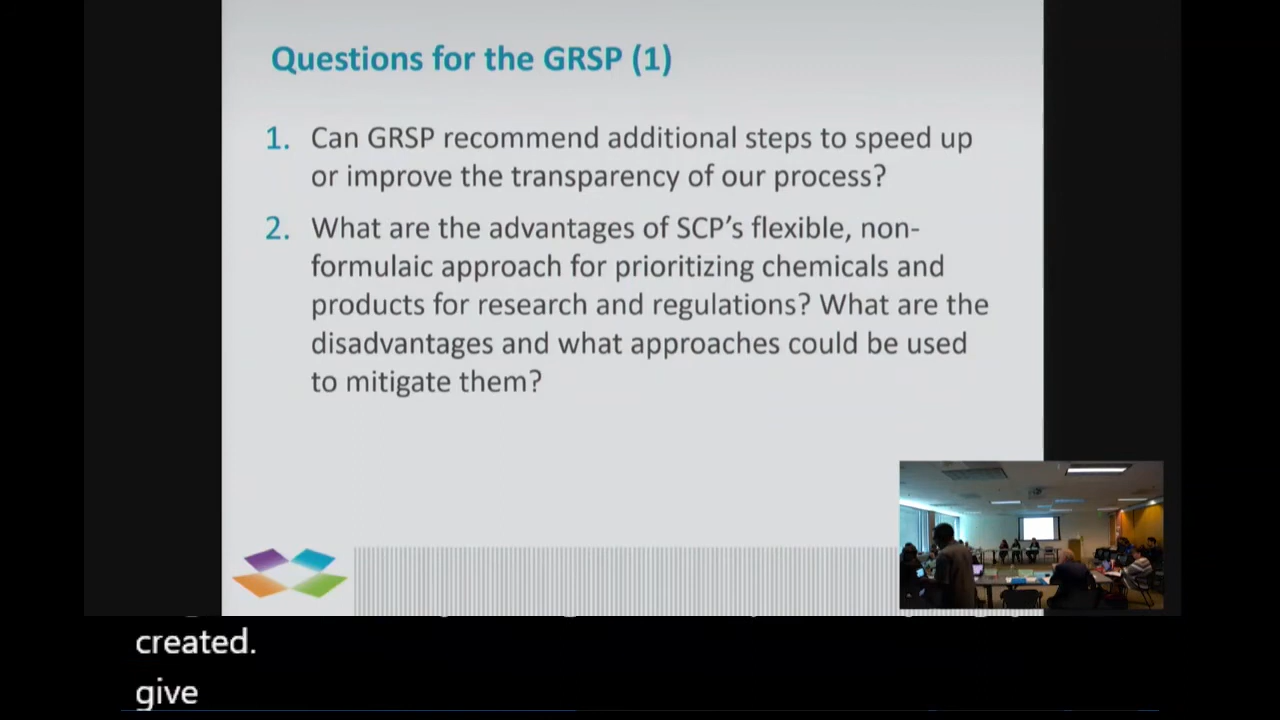 Questions for the GRSP (1)
1. Can GRSP recommend additional steps to speed up
or improve the transparency of our process?
2. What are the advantages of SCP's flexible, non-
formulaic approach for prioritizing chemicals and
products for research and regulations? What are the
disadvantages and what approaches could be used
to mitigate them?
created.
give